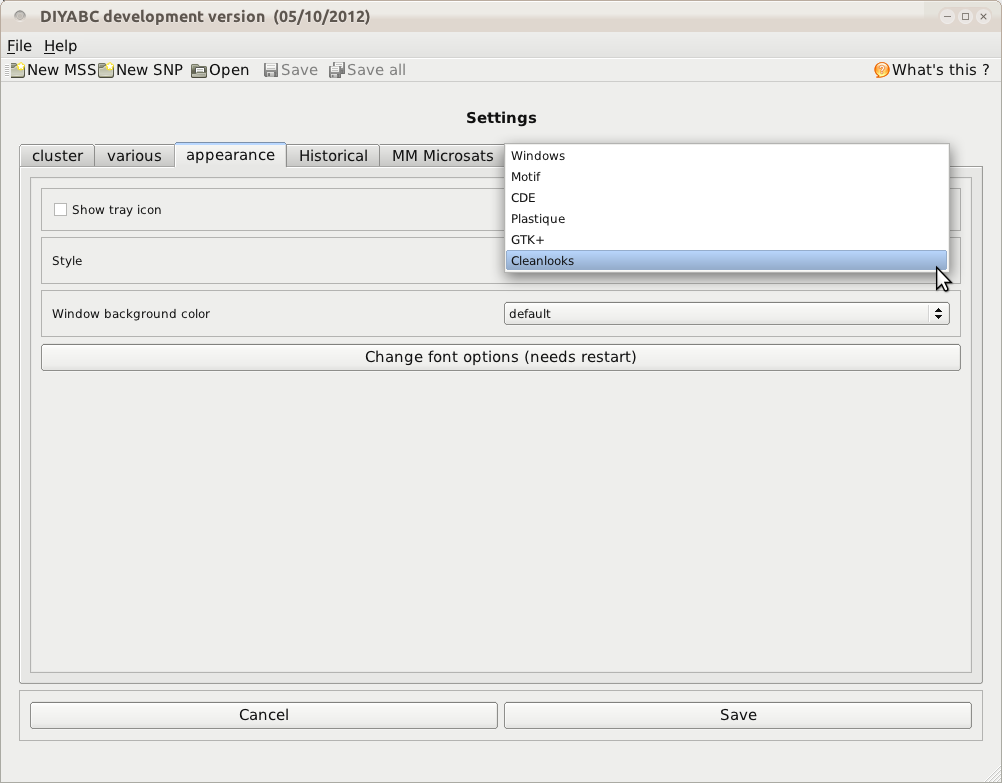 DIYABC development version (05/10/2012)
File Help
New MSS New SNP Open Save Save all What's this ?
Settings
cluster various appearance Historical MM Microsats
Windows
Motif
CDE
Plastique
GTK+
Cleanlooks
Show tray icon
Style
Window background color default
Change font options (needs restart)
Cancel Save